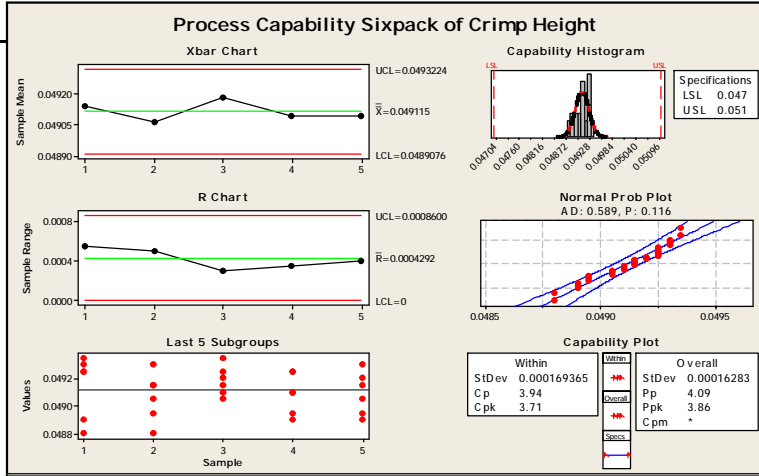 Process Capability Sixpack of Crimp Height
Xbar Chart
Sample Mean
0.04920
0.04905
0.04890
1 2 3 4 5
UCL=0.0493224
X=0.049115
LCL=0.0489076
R Chart
Sample Range
0.0008
0.0004
0.0000
1 2 3 4 5
UCL=0.0008600
R=0.0004292
LCL=0
Last 5 Subgroups
Values
0.0492
0.0490
0.0488
1 2 3 4 5
Sample
Capability Histogram
LSL USL
0.04704 0.04760 0.04816 0.04872 0.04928 0.04984 0.05040 0.05096
Specifications
LSL 0.047
USL 0.051
Normal Prob Plot
AD: 0.589, P: 0.116
0.0485 0.0490 0.0495
Capability Plot
Within
StDev 0.000169365
Cp 3.94
Cpk 3.71
Within
Overall
Specs
Overall
StDev 0.00016283
Pp 4.09
Ppk 3.86
Cpm *